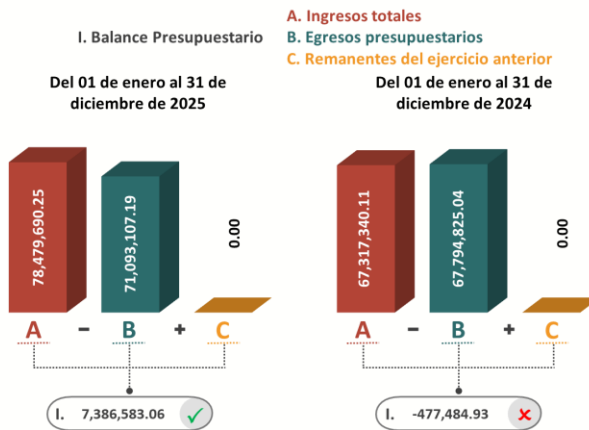 I. Balance Presupuestario
A. Ingresos totales
B. Egresos presupuestarios
C. Remanentes del ejercicio anterior
Del 01 de enero al 31 de
diciembre de 2025
78,479,690.25
71,093,107.19
0.00
A - B + C
I. 7,386,583.06
Del 01 de enero al 31 de
diciembre de 2024
67,317,340.11
67,794,825.04
0.00
A - B + C
I. -477,484.93